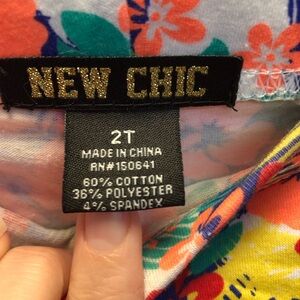 NEW CHIC
2T
MADE IN CHINA
RN#150641
60% COTTON
36% POLYESTER
4% SPANDEX